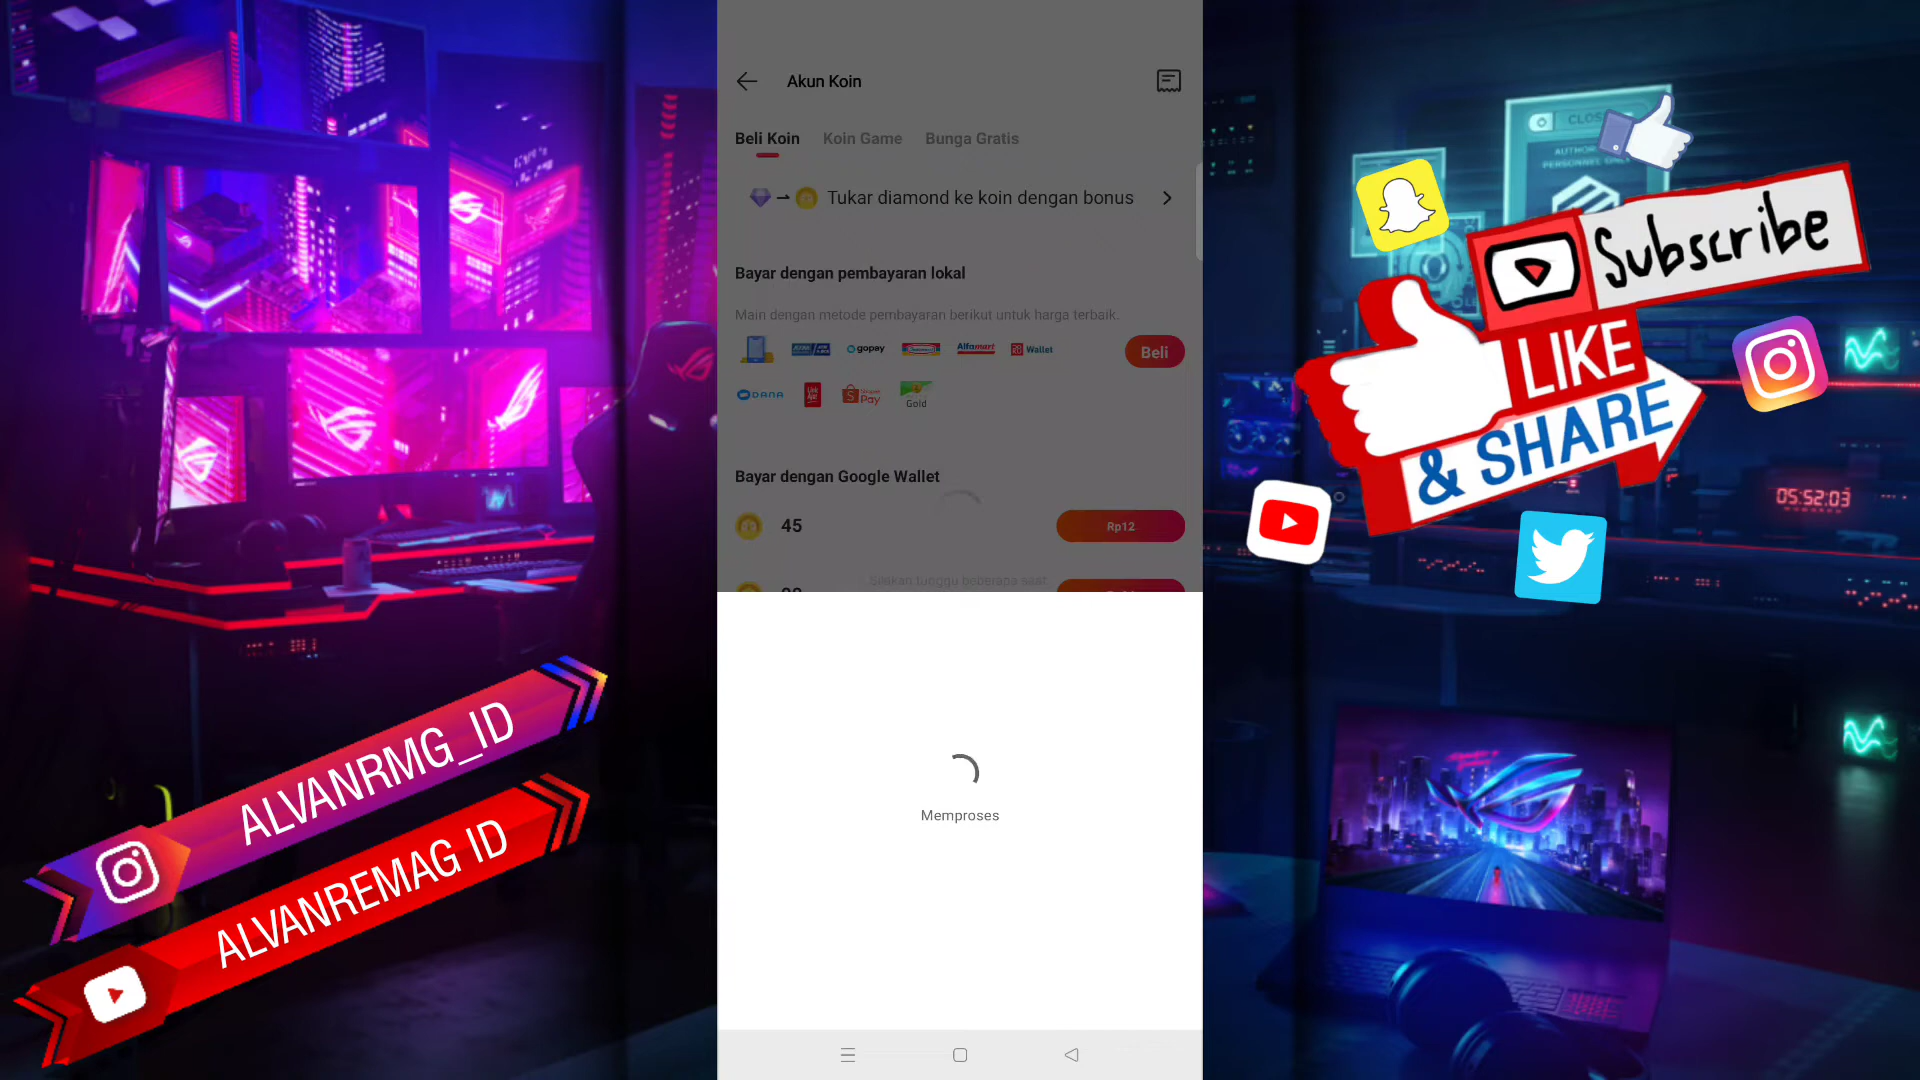 Akun Koin
Beli Koin Koin Game Bunga Gratis
Tukar diamond ke koin dengan bonus
Bayar dengan pembayaran lokal
Main dengan metode pembayaran berikut untuk harga terbaik.
gopay Alfamart Wallet
Beli
DANA Pay Gold
Bayar dengan Google Wallet
45 Rp12
Silakan tunggu beberapa saat
Memproses
ALVANRMG_ID
ALVANREMAG ID
Subscribe
LIKE
& SHARE
05:52:03